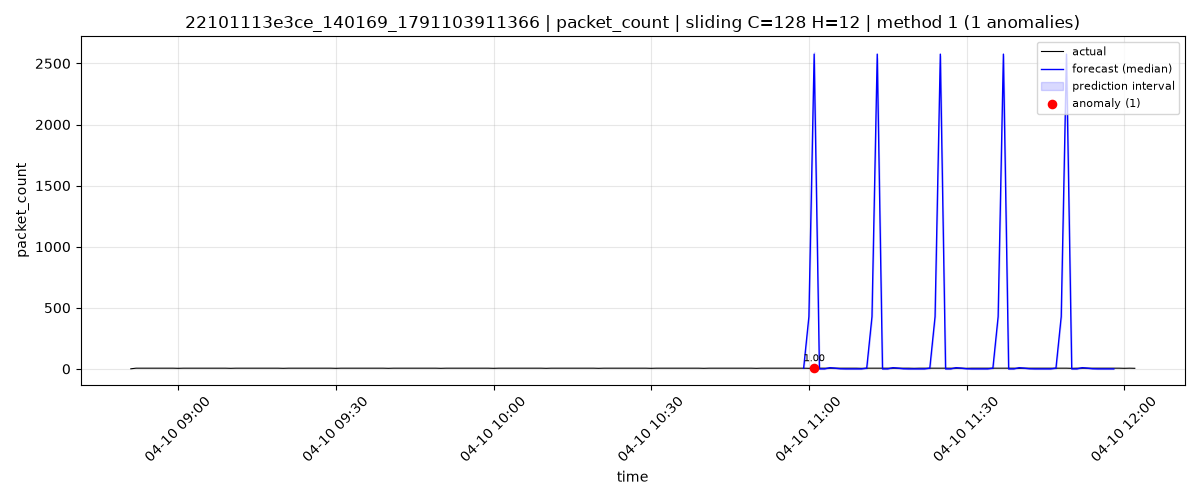 22101113e3ce_140169_1791103911366 | packet_count | sliding C=128 H=12 | method 1 (1 anomalies)
actual
forecast (median)
prediction interval
anomaly (1)
packet_count
2500
2000
1500
1000
500
0
1.00
04-10 09:00
04-10 09:30
04-10 10:00
04-10 10:30
04-10 11:00
04-10 11:30
04-10 12:00
time